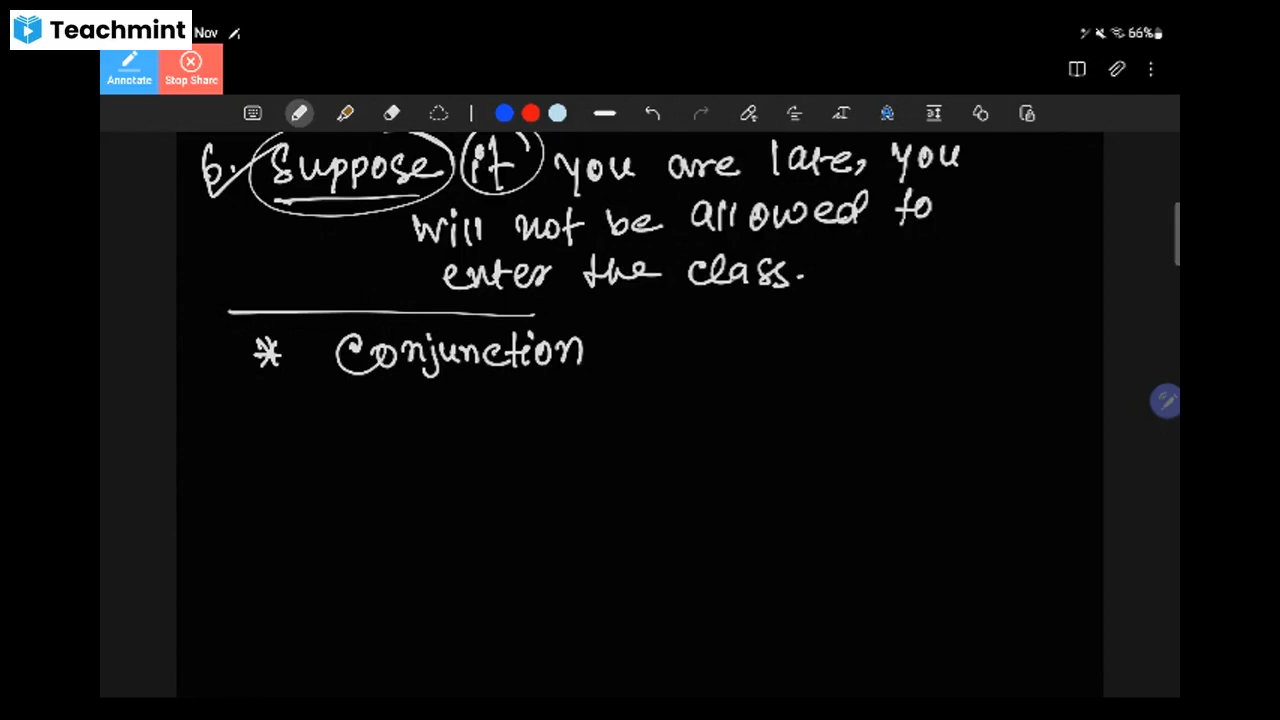 Teachmint
Nov
66%
Annotate
Stop Share
6. Suppose if you are late, you
will not be allowed to
enter the class.
* Conjunction